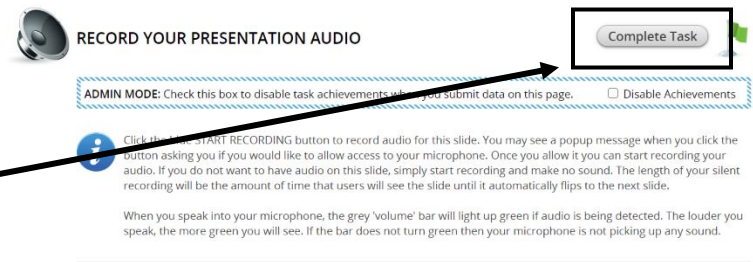 RECORD YOUR PRESENTATION AUDIO
Complete Task
ADMIN MODE: Check this box to disable task achievements when you submit data on this page.
Disable Achievements
Click the blue START RECORDING button to record audio for this slide. You may see a popup message when you click the
button asking you if you would like to allow access to your microphone. Once you allow it you can start recording your
audio. If you do not want to have audio on this slide, simply start recording and make no sound. The length of your silent
recording will be the amount of time that users will see the slide until it automatically flips to the next slide.
When you speak into your microphone, the grey 'volume' bar will light up green if audio is being detected. The louder you
speak, the more green you will see. If the bar does not turn green then your microphone is not picking up any sound.